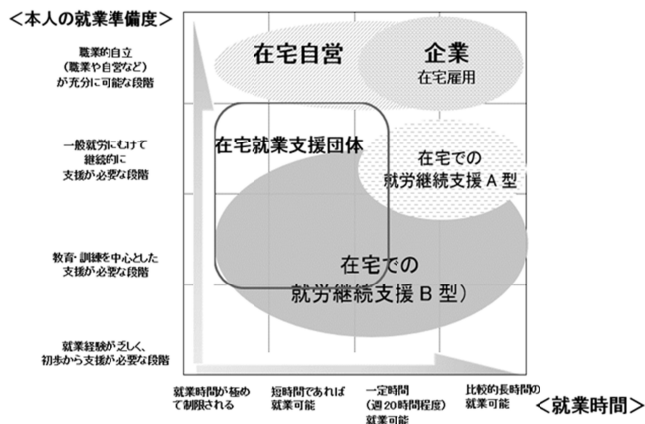 ＜本人の就業準備度＞
職業的自立
（職業や自営など）
が充分に可能な段階
一般就労にむけて
継続的に
支援が必要な段階
教育・訓練を中心とした
支援が必要な段階
就業経験が乏しく、
初歩から支援が必要な段階
在宅自営
企業
在宅雇用
在宅就業支援団体
在宅での
就労継続支援Ａ型
在宅での
就労継続支援Ｂ型）
就業時間が極め
て制限される
短時間であれば
就業可能
一定時間
（週20時間程度）
就業可能
比較的長時間の
就業可能
＜就業時間＞